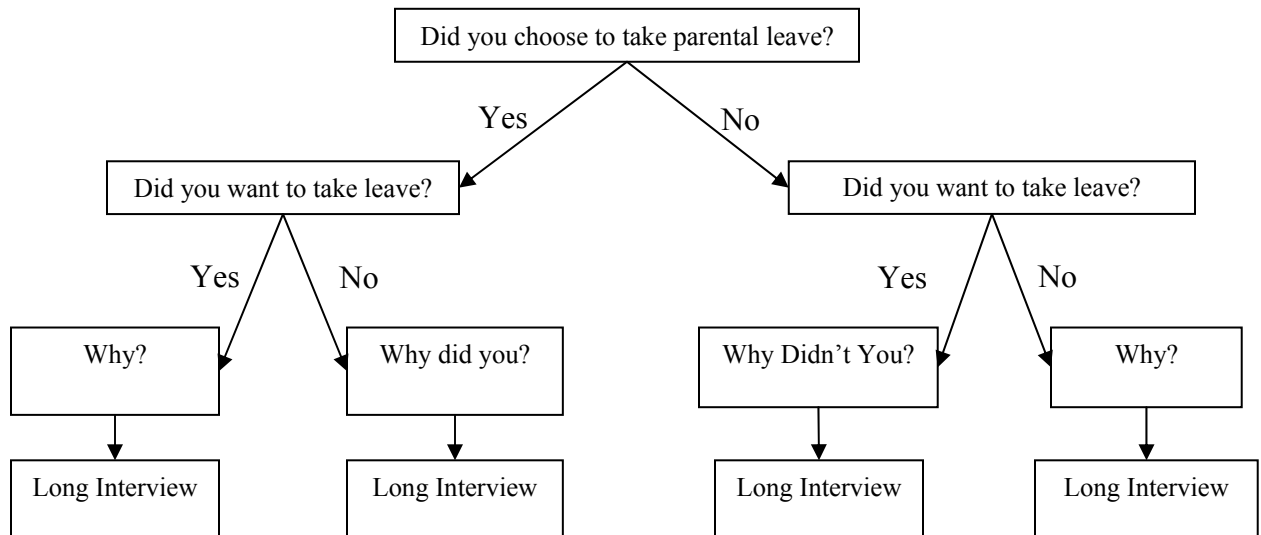 Did you choose to take parental leave?
Yes
No
Did you want to take leave?
Did you want to take leave?
Yes
No
Yes
No
Why?
Why did you?
Why Didn’t You?
Why?
Long Interview
Long Interview
Long Interview
Long Interview